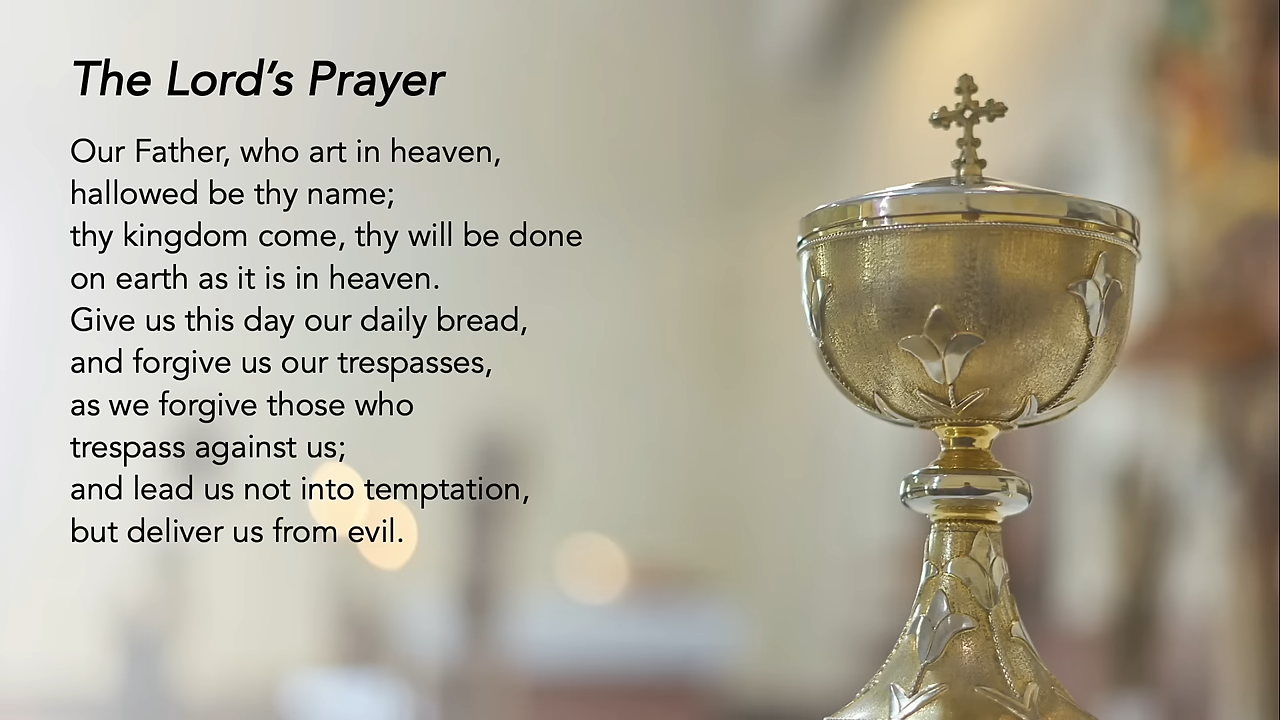 The Lord’s Prayer
Our Father, who art in heaven,
hallowed be thy name;
thy kingdom come, thy will be done
on earth as it is in heaven.
Give us this day our daily bread,
and forgive us our trespasses,
as we forgive those who
trespass against us;
and lead us not into temptation,
but deliver us from evil.